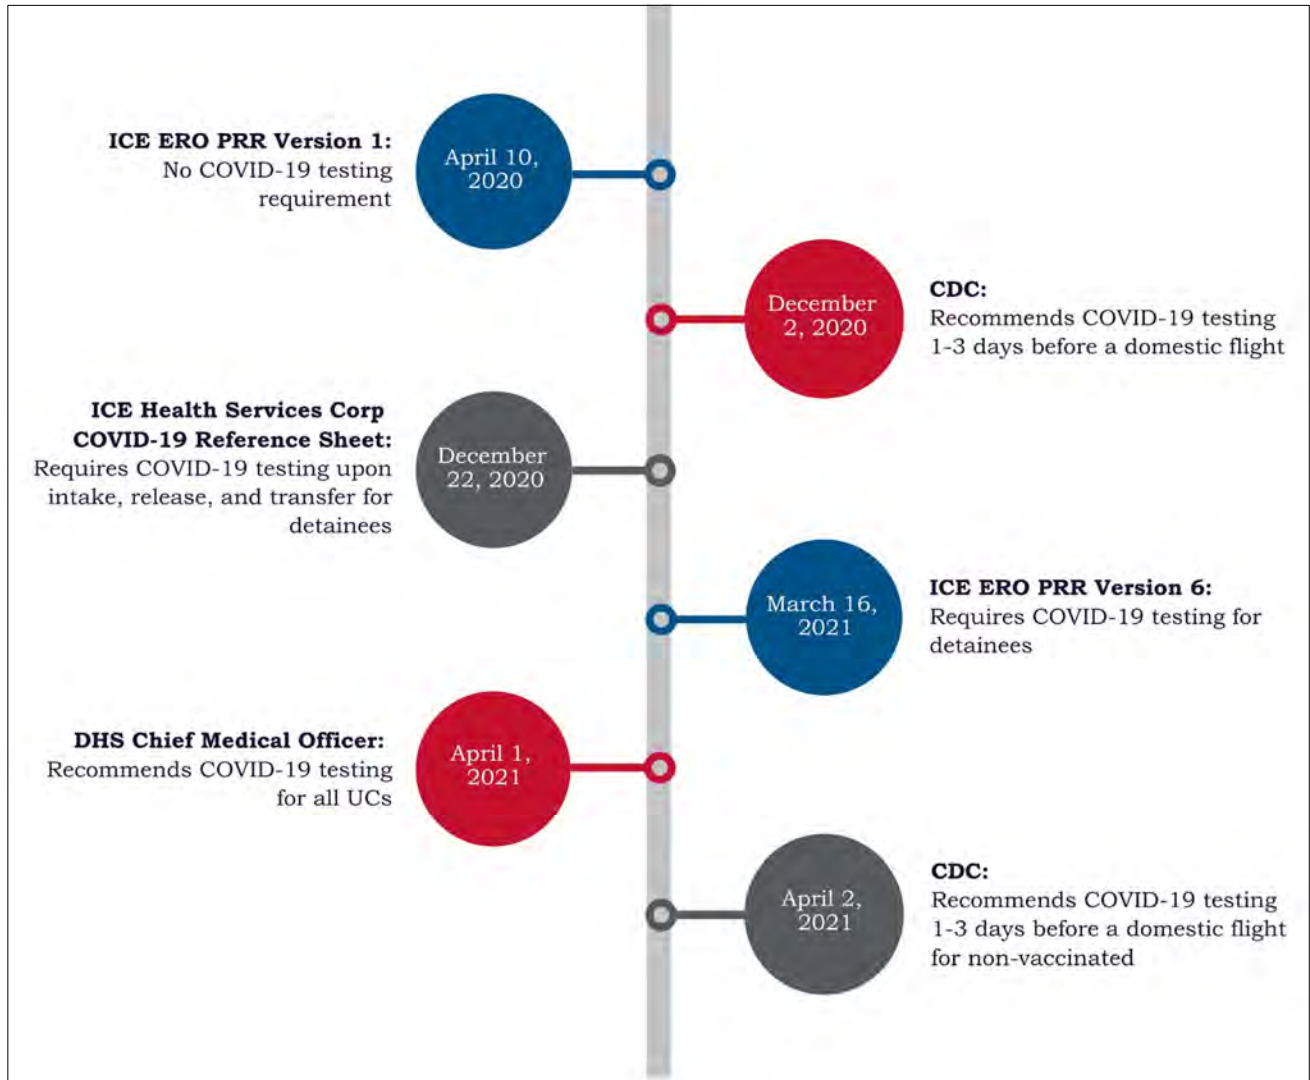 ICE ERO PRR Version 1:
No COVID-19 testing
requirement
April 10,
2020
December
2, 2020
CDC:
Recommends COVID-19 testing
1-3 days before a domestic flight
ICE Health Services Corp
COVID-19 Reference Sheet:
Requires COVID-19 testing upon
intake, release, and transfer for
detainees
December
22, 2020
March 16,
2021
ICE ERO PRR Version 6:
Requires COVID-19 testing for
detainees
DHS Chief Medical Officer:
Recommends COVID-19 testing
for all UCs
April 1,
2021
April 2,
2021
CDC:
Recommends COVID-19 testing
1-3 days before a domestic flight
for non-vaccinated